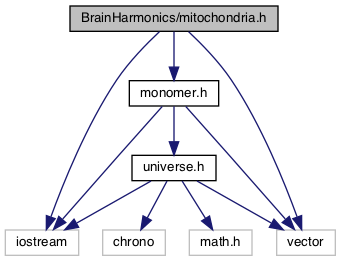 BrainHarmonics/mitochondria.h
monomer.h
universe.h
iostream
chrono
math.h
vector